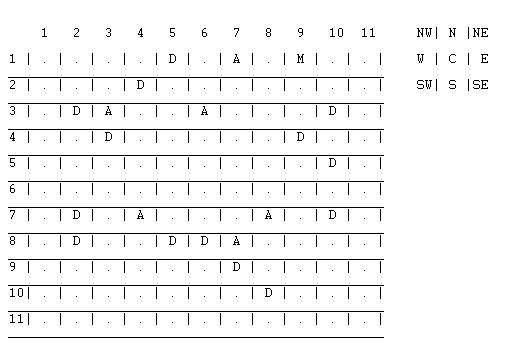 1 2 3 4 5 6 7 8 9 10 11 NW| N |NE
1 |. | . | . | . | D | . | A | . | M | . | . | W | C | E
2 |. | . | . | D | . | . | . | . | . | . | . | SW| S |SE
3 |. | D | A | . | . | A | . | . | . | D | . |
4 |. | . | D | . | . | . | . | . | D | . | . |
5 |. | . | . | . | . | . | . | . | . | D | . |
6 |. | . | . | . | . | . | . | . | . | . | . |
7 |. | D | . | A | . | . | . | A | . | D | . |
8 |. | D | . | . | D | D | A | . | . | . | . |
9 |. | . | . | . | . | . | D | . | . | . | . |
10|. | . | . | . | . | . | . | D | . | . | . |
11|. | . | . | . | . | . | . | . | . | . | . |